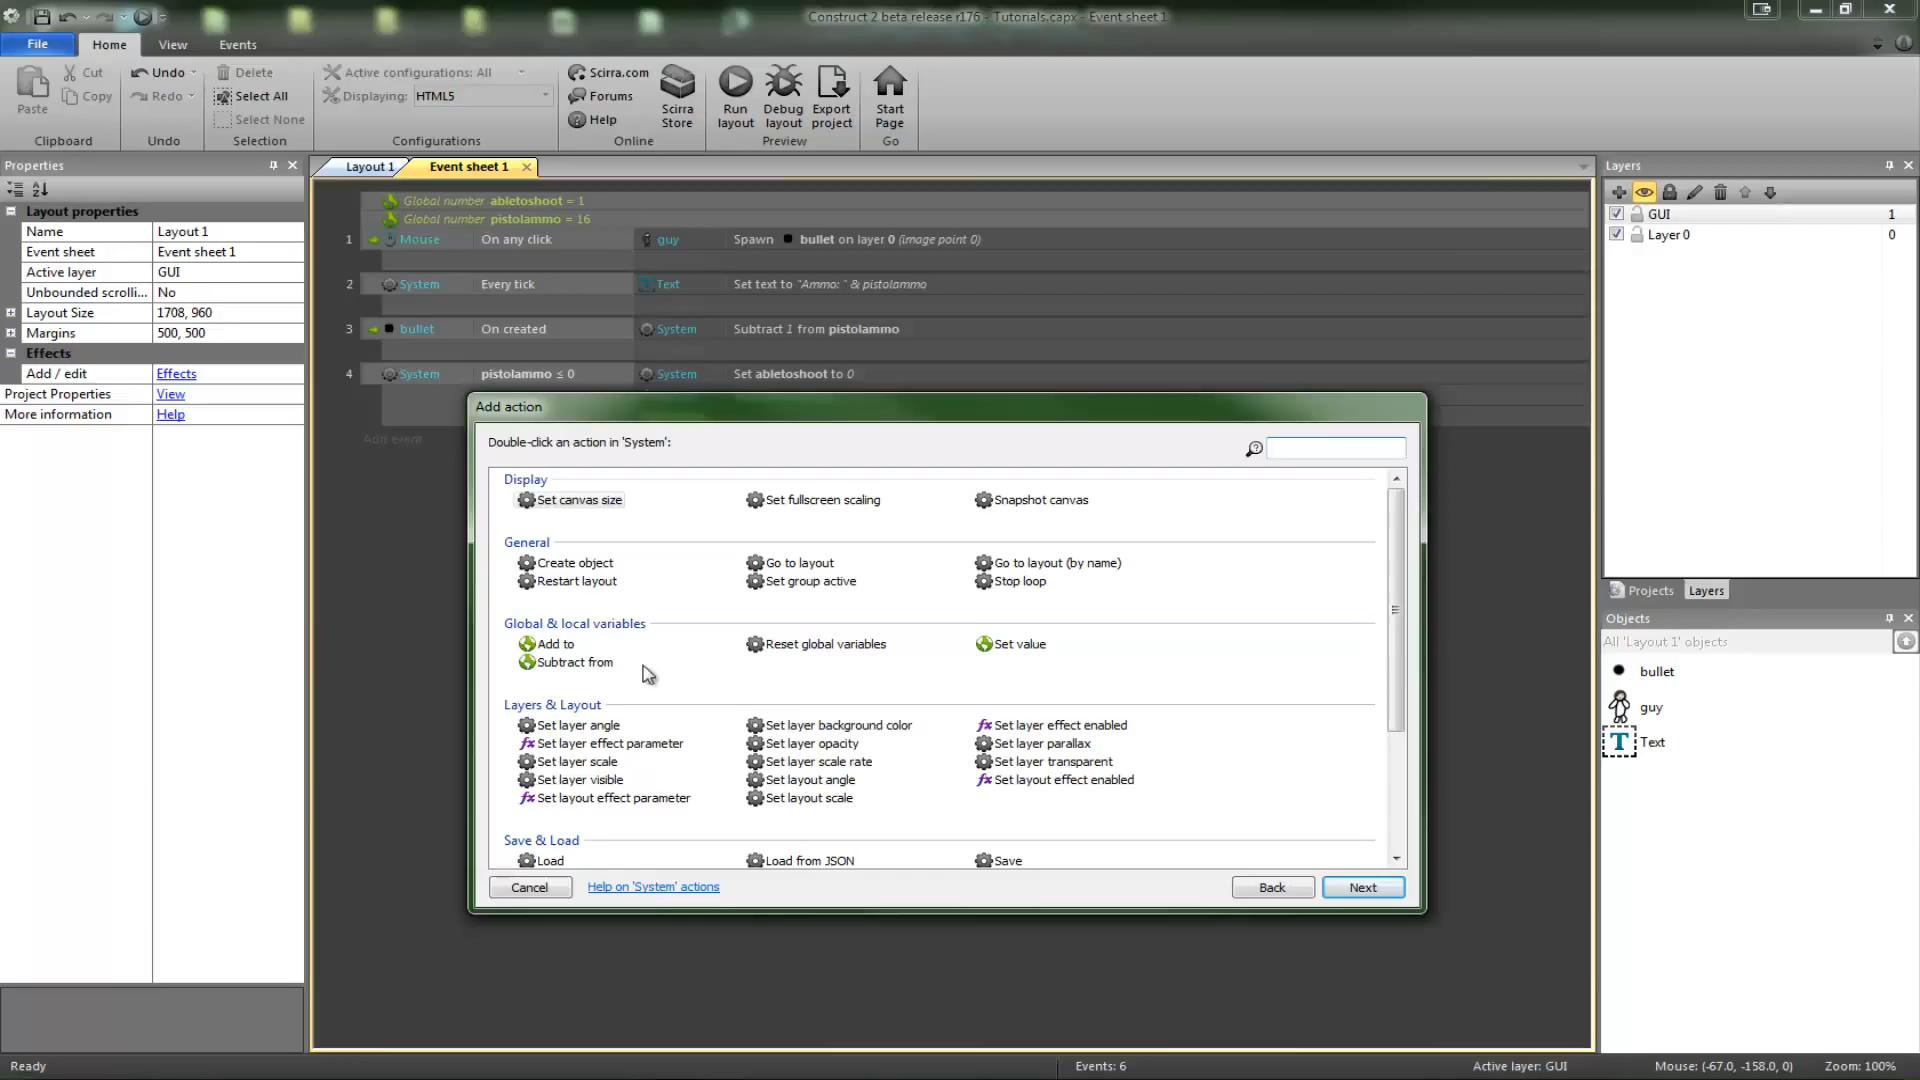 Construct 2 beta release r176 - Tutorials.capx - Event sheet 1
File Home View Events
Paste Cut Copy Clipboard
Undo Redo Undo
Delete Select All Select None Selection
Active configurations: All
Displaying: HTML5
Configurations
Scirra.com Forums Help Scirra Store Online
Run layout Debug layout Export project Preview
Start Page Go
Properties
Layout properties
Name Layout 1
Event sheet Event sheet 1
Active layer GUI
Unbounded scrolli... No
Layout Size 1708, 960
Margins 500, 500
Effects
Add / edit Effects
Project Properties View
More information Help
Layout 1 Event sheet 1
Global number abletoshoot = 1
Global number pistolammo = 16
1 Mouse On any click guy Spawn bullet on layer 0 (image point 0)
2 System Every tick Text Set text to "Ammo: " & pistolammo
3 bullet On created System Subtract 1 from pistolammo
4 System pistolammo ≤ 0 System Set abletoshoot to 0
Add event
Add action
Double-click an action in 'System':
Display
Set canvas size Set fullscreen scaling Snapshot canvas
General
Create object Go to layout Go to layout (by name)
Restart layout Set group active Stop loop
Global & local variables
Add to Reset global variables Set value
Subtract from
Layers & Layout
Set layer angle Set layer background color Set layer effect enabled
Set layer effect parameter Set layer opacity Set layer parallax
Set layer scale Set layer scale rate Set layer transparent
Set layer visible Set layout angle Set layout effect enabled
Set layout effect parameter Set layout scale
Save & Load
Load Load from JSON Save
Cancel Help on 'System' actions Back Next
Layers
GUI 1
Layer 0 0
Projects Layers
Objects
All 'Layout 1' objects
bullet
guy
T Text
Ready Events: 6 Active layer: GUI Mouse: (-67.0, -158.0, 0) Zoom: 100%